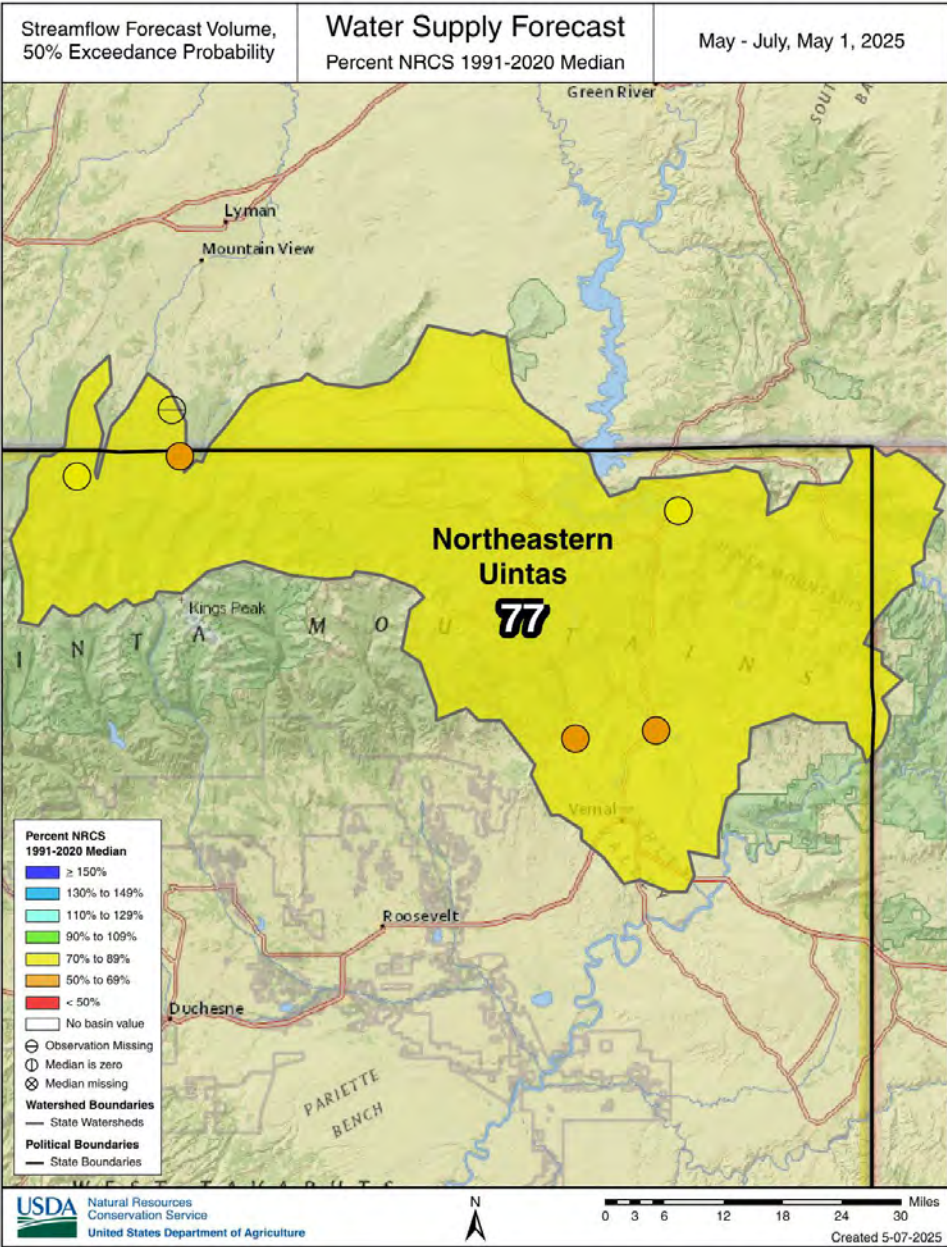 Streamflow Forecast Volume,
50% Exceedance Probability
Water Supply Forecast
Percent NRCS 1991-2020 Median
May - July, May 1, 2025
Green River
SOUT
BA
Lyman
Mountain View
Northeastern
Uintas
77
Kings Peak
I N T A M O U T A I N S
MOUNTAINS
Vernal
Roosevelt
Duchesne
PARIETTE
BENCH
WEST TAVAPUTS
Percent NRCS
1991-2020 Median
≥ 150%
130% to 149%
110% to 129%
90% to 109%
70% to 89%
50% to 69%
< 50%
No basin value
Observation Missing
Median is zero
Median missing
Watershed Boundaries
State Watersheds
Political Boundaries
State Boundaries
USDA
Natural Resources
Conservation Service
United States Department of Agriculture
N
Miles
0 3 6 12 18 24 30
Created 5-07-2025